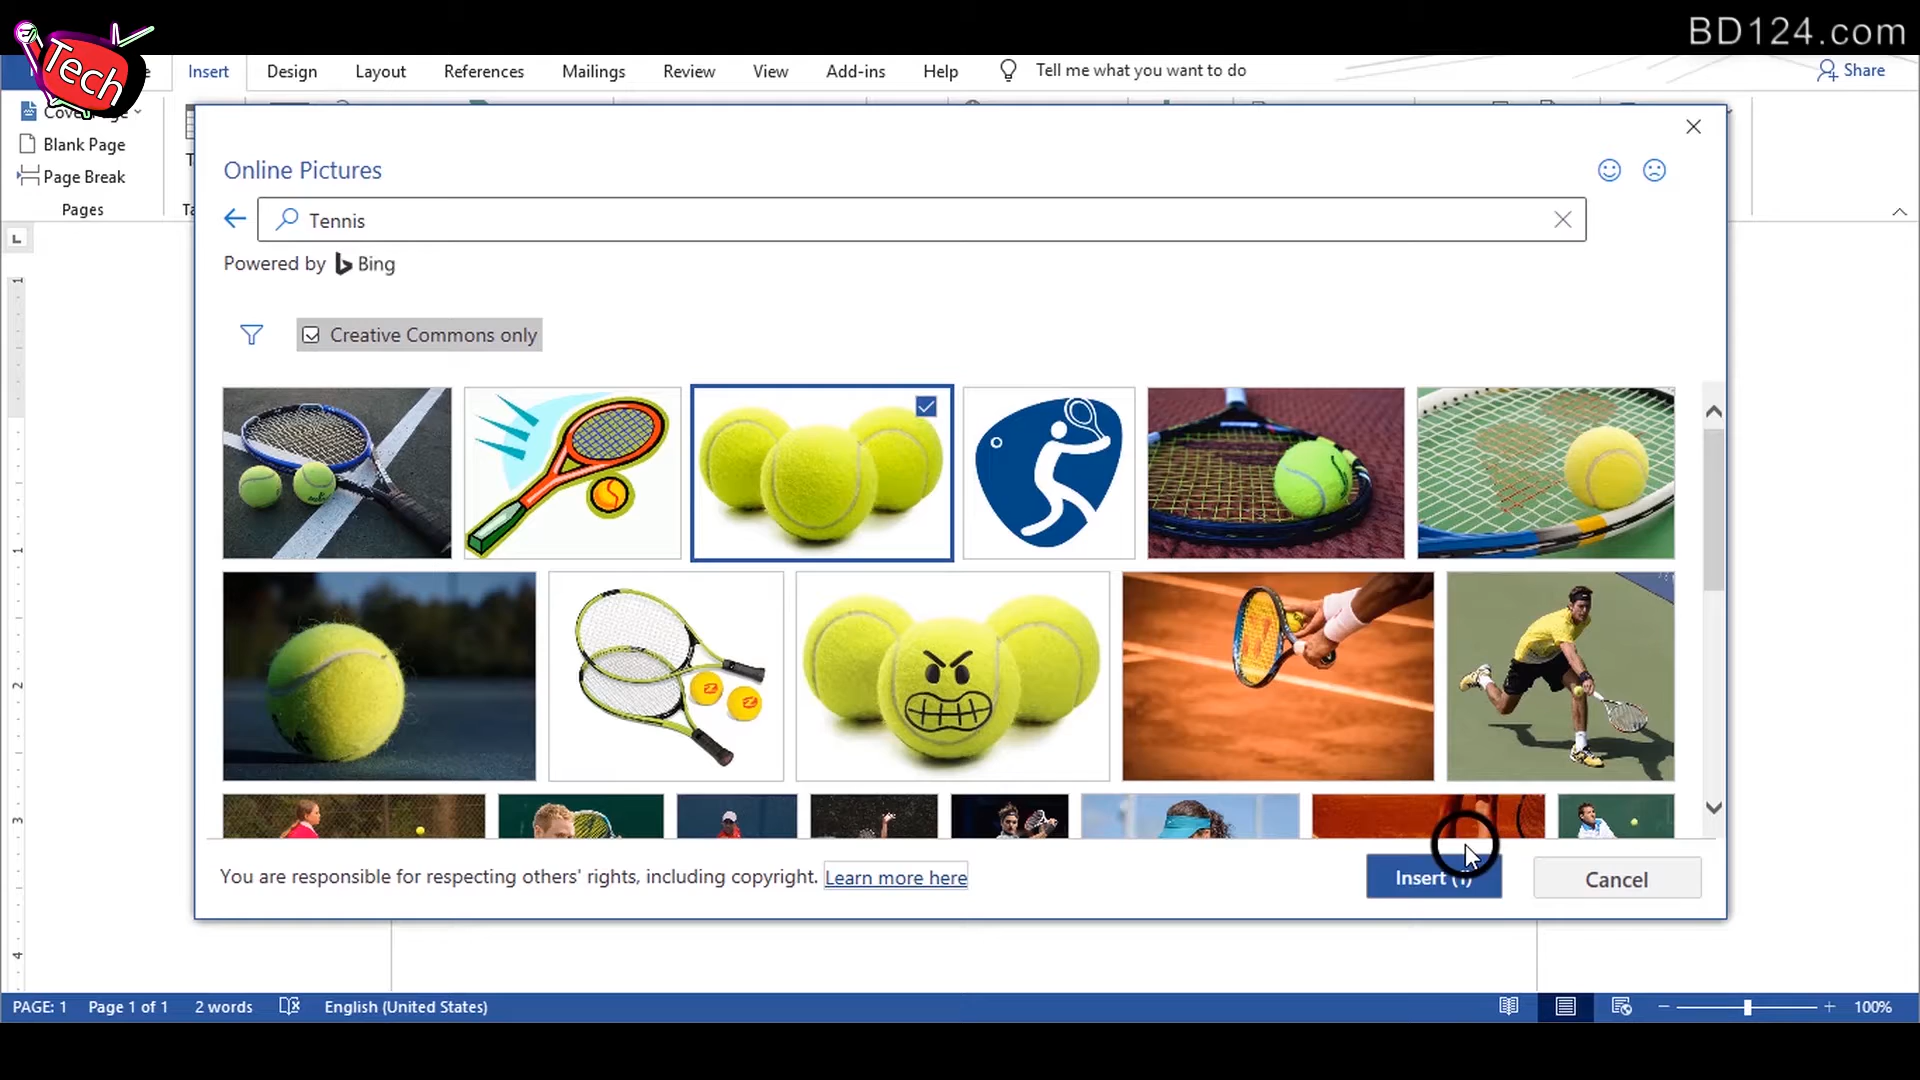 BD124.com
Tech
Insert Design Layout References Mailings Review View Add-ins Help Tell me what you want to do Share
Blank Page
Page Break
Pages
Online Pictures
Tennis
Powered by Bing
Creative Commons only
You are responsible for respecting others' rights, including copyright. Learn more here
Insert (1)
Cancel
PAGE: 1 Page 1 of 1 2 words English (United States) 100%